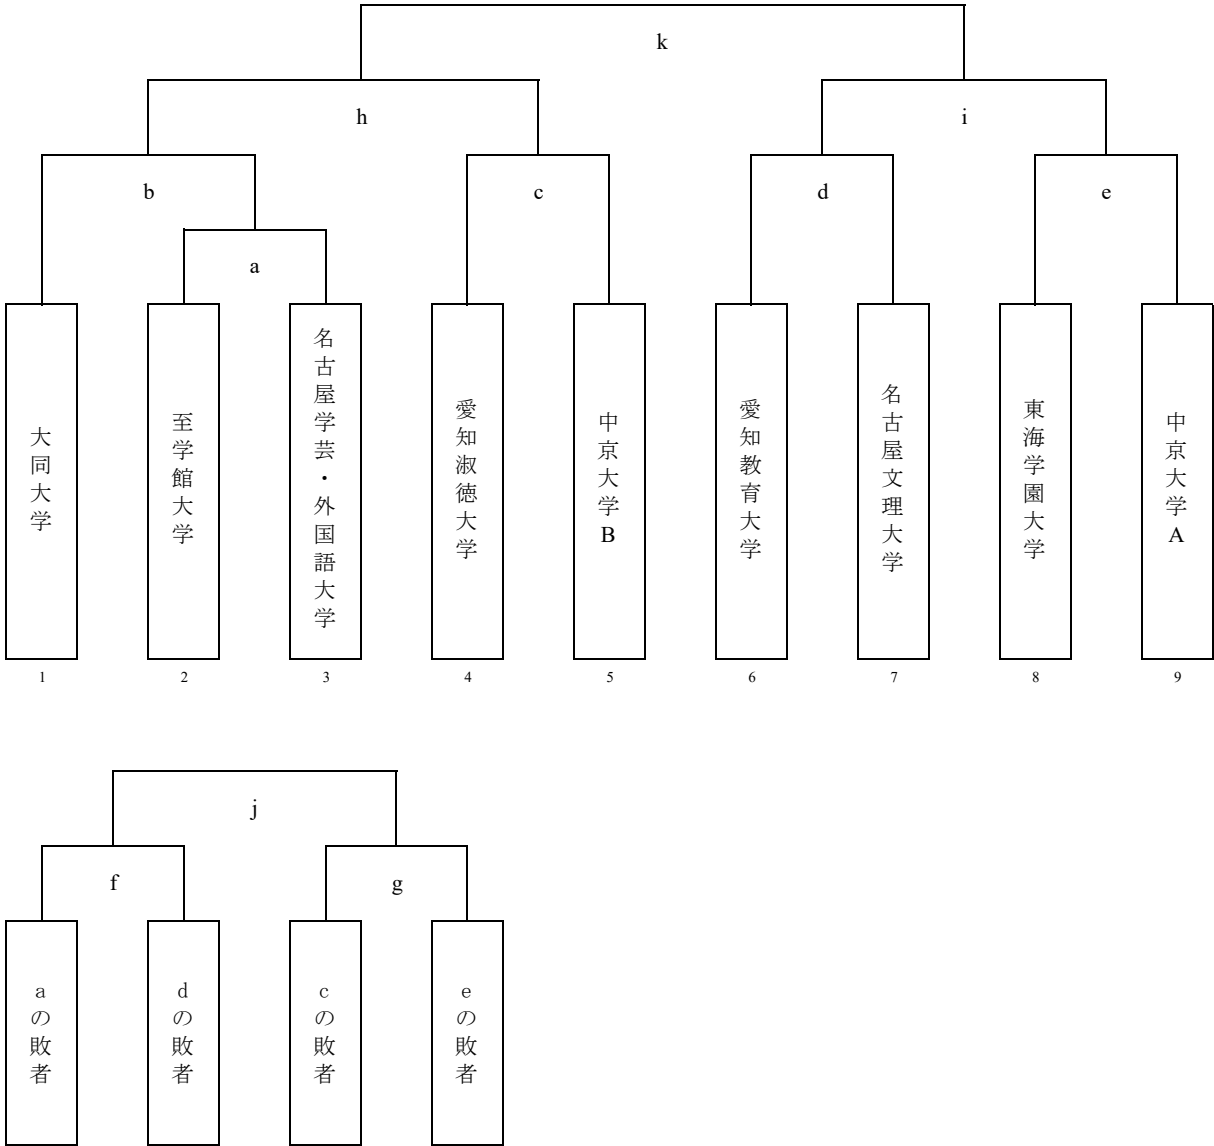 k
h
i
b
c
d
e
a
大同大学
至学館大学
名古屋学芸・外国語大学
愛知淑徳大学
中京大学B
愛知教育大学
名古屋文理大学
東海学園大学
中京大学A
1
2
3
4
5
6
7
8
9
j
f
g
aの敗者
dの敗者
cの敗者
eの敗者